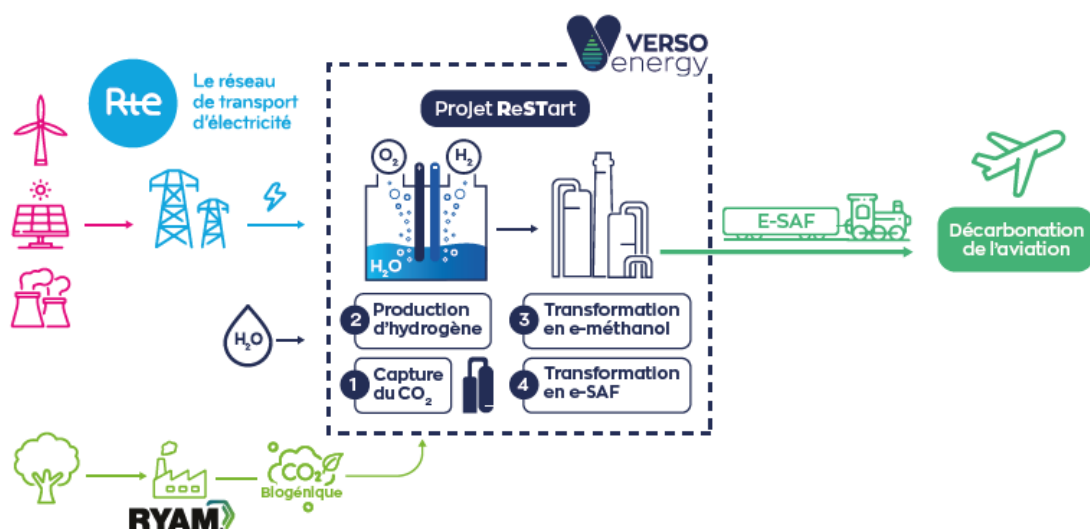 VERSO
energy
Rte
Le réseau
de transport
d'électricité
Projet ReSTart
O₂
H₂
H₂O
E-SAF
Décarbonation
de l'aviation
H₂O
2 Production
d'hydrogène
3 Transformation
en e-méthanol
1 Capture
du CO₂
4 Transformation
en e-SAF
CO₂
Biogénique
RYAM